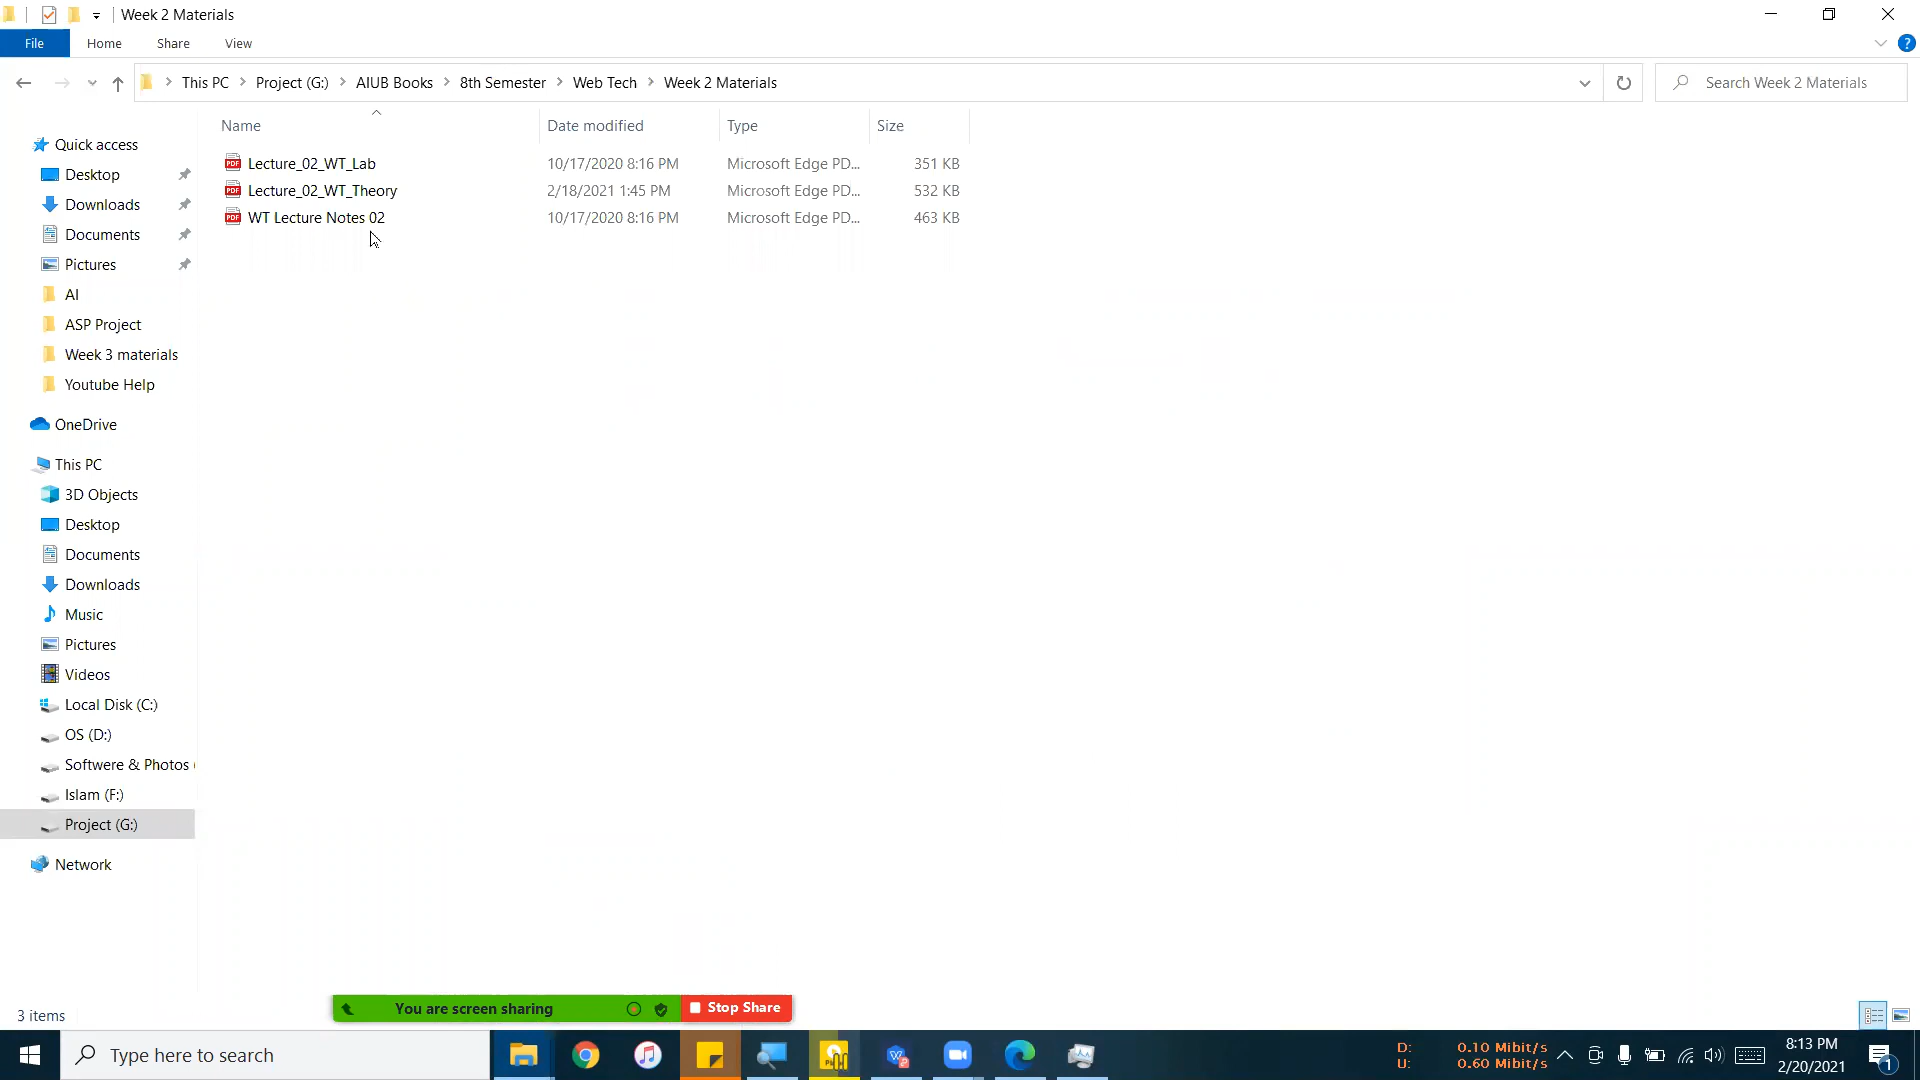 Week 2 Materials
File Home Share View
This PC Project (G:) AIUB Books 8th Semester Web Tech Week 2 Materials
Search Week 2 Materials
Name Date modified Type Size
Lecture_02_WT_Lab 10/17/2020 8:16 PM Microsoft Edge PD... 351 KB
Lecture_02_WT_Theory 2/18/2021 1:45 PM Microsoft Edge PD... 532 KB
WT Lecture Notes 02 10/17/2020 8:16 PM Microsoft Edge PD... 463 KB
Quick access
Desktop
Downloads
Documents
Pictures
AI
ASP Project
Week 3 materials
Youtube Help
OneDrive
This PC
3D Objects
Desktop
Documents
Downloads
Music
Pictures
Videos
Local Disk (C:)
OS (D:)
Softwere & Photos
Islam (F:)
Project (G:)
Network
3 items
You are screen sharing Stop Share
Type here to search
D: 0.10 Mibit/s
U: 0.60 Mibit/s
8:13 PM
2/20/2021
1